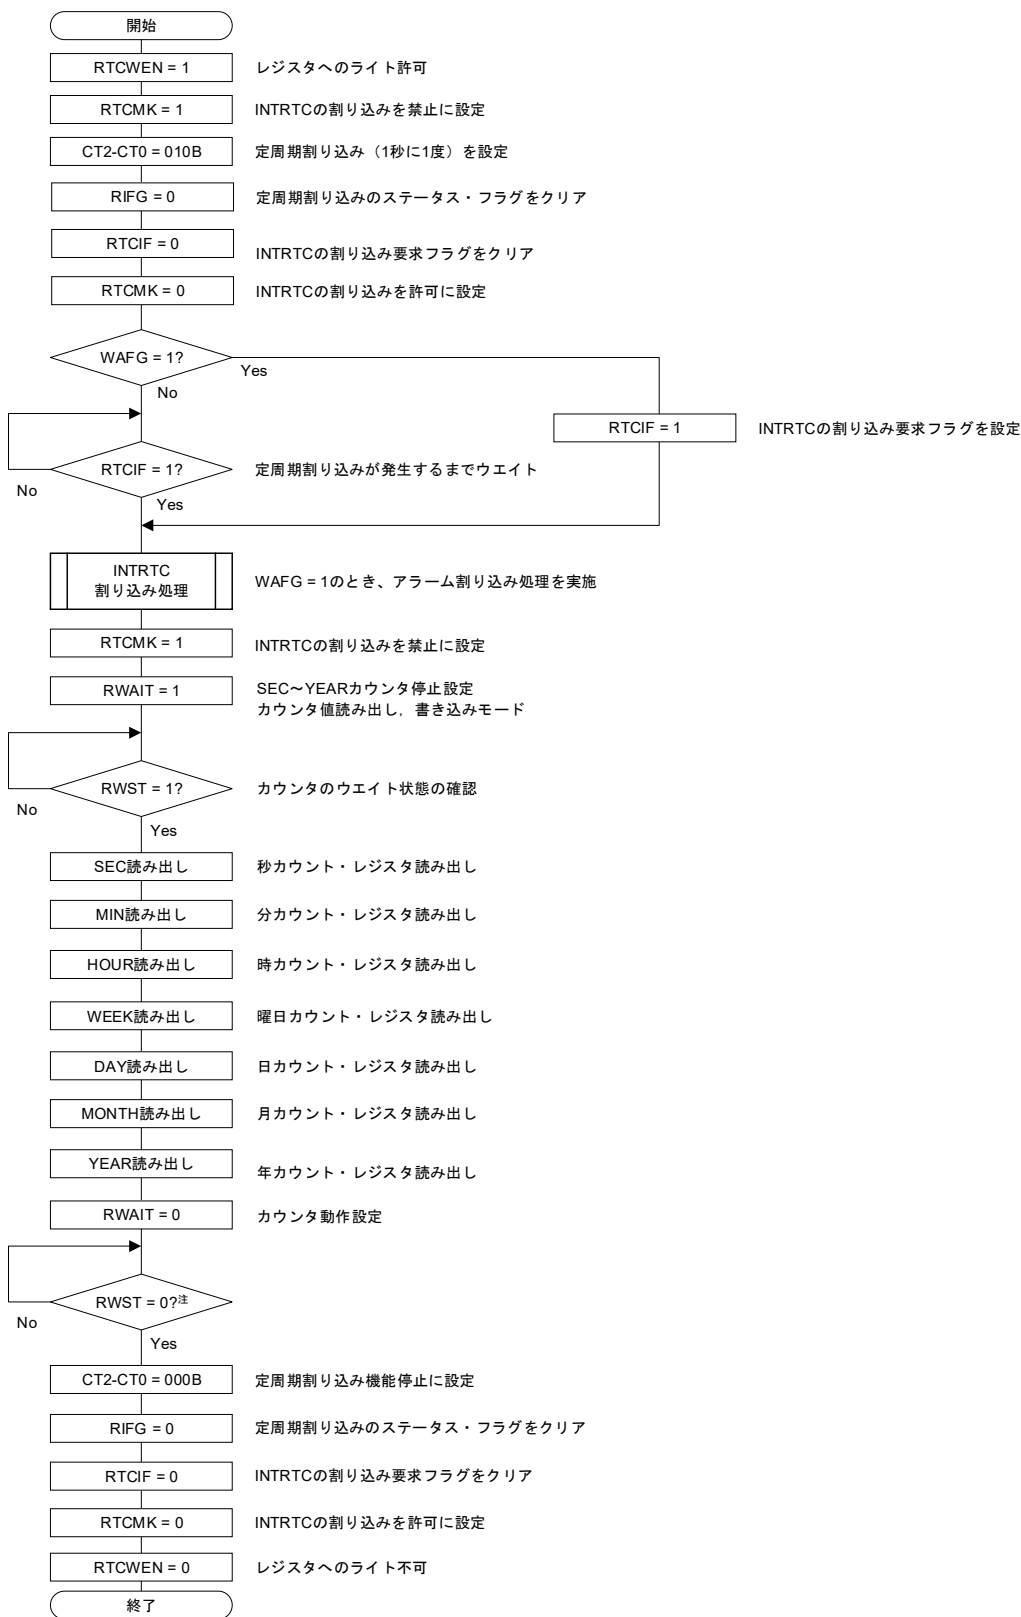 開始
RTCWEN = 1
レジスタへのライト許可
RTCMK = 1
INTRTCの割り込みを禁止に設定
CT2-CT0 = 010B
定周期割り込み（1秒に1度）を設定
RIFG = 0
定周期割り込みのステータス・フラグをクリア
RTCIF = 0
INTRTCの割り込み要求フラグをクリア
RTCMK = 0
INTRTCの割り込みを許可に設定
WAFG = 1?
Yes
No
RTCIF = 1
INTRTCの割り込み要求フラグを設定
RTCIF = 1?
定周期割り込みが発生するまでウエイト
No
Yes
INTRTC
割り込み処理
WAFG = 1のとき、アラーム割り込み処理を実施
RTCMK = 1
INTRTCの割り込みを禁止に設定
RWAIT = 1
SEC～YEARカウンタ停止設定
カウンタ値読み出し，書き込みモード
RWST = 1?
カウンタのウエイト状態の確認
No
Yes
SEC読み出し
秒カウント・レジスタ読み出し
MIN読み出し
分カウント・レジスタ読み出し
HOUR読み出し
時カウント・レジスタ読み出し
WEEK読み出し
曜日カウント・レジスタ読み出し
DAY読み出し
日カウント・レジスタ読み出し
MONTH読み出し
月カウント・レジスタ読み出し
YEAR読み出し
年カウント・レジスタ読み出し
RWAIT = 0
カウンタ動作設定
RWST = 0?注
No
Yes
CT2-CT0 = 000B
定周期割り込み機能停止に設定
RIFG = 0
定周期割り込みのステータス・フラグをクリア
RTCIF = 0
INTRTCの割り込み要求フラグをクリア
RTCMK = 0
INTRTCの割り込みを許可に設定
RTCWEN = 0
レジスタへのライト不可
終了